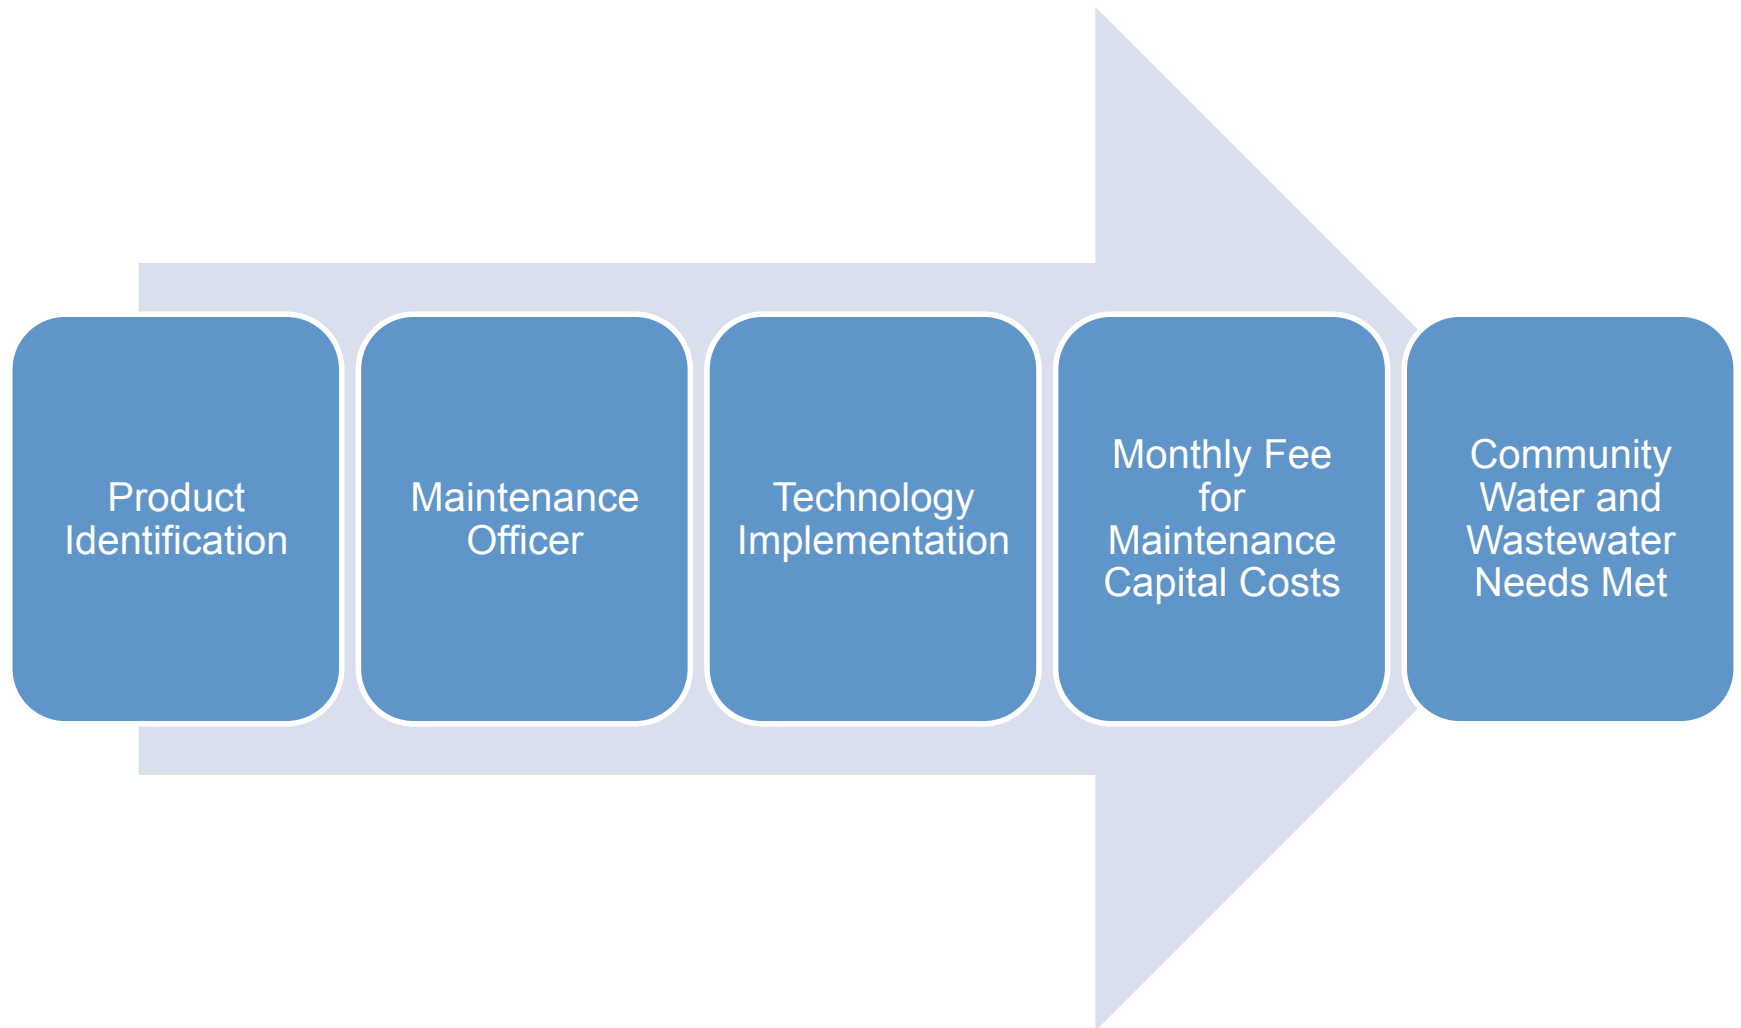 Product
Identification
Maintenance
Officer
Technology
Implementation
Monthly Fee
for
Maintenance
Capital Costs
Community
Water and
Wastewater
Needs Met